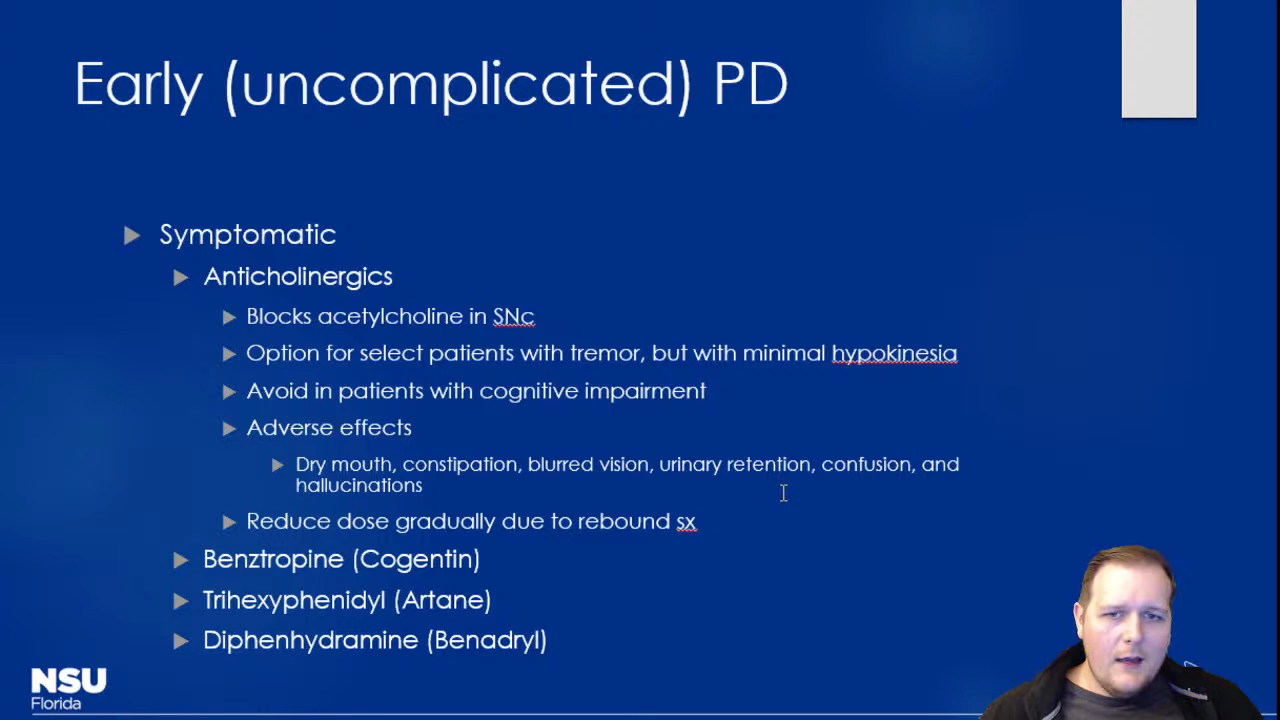 Early (uncomplicated) PD
Symptomatic
Anticholinergics
Blocks acetylcholine in SNc
Option for select patients with tremor, but with minimal hypokinesia
Avoid in patients with cognitive impairment
Adverse effects
Dry mouth, constipation, blurred vision, urinary retention, confusion, and
hallucinations
Reduce dose gradually due to rebound sx
Benztropine (Cogentin)
Trihexyphenidyl (Artane)
Diphenhydramine (Benadryl)
NSU
Florida